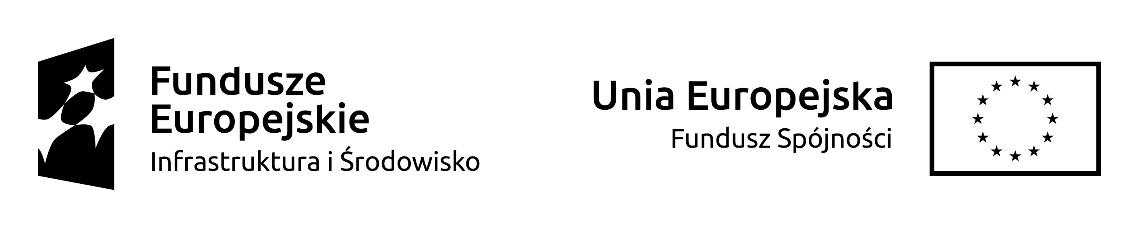 Fundusze
Europejskie
Infrastruktura i Środowisko
Unia Europejska
Fundusz Spójności